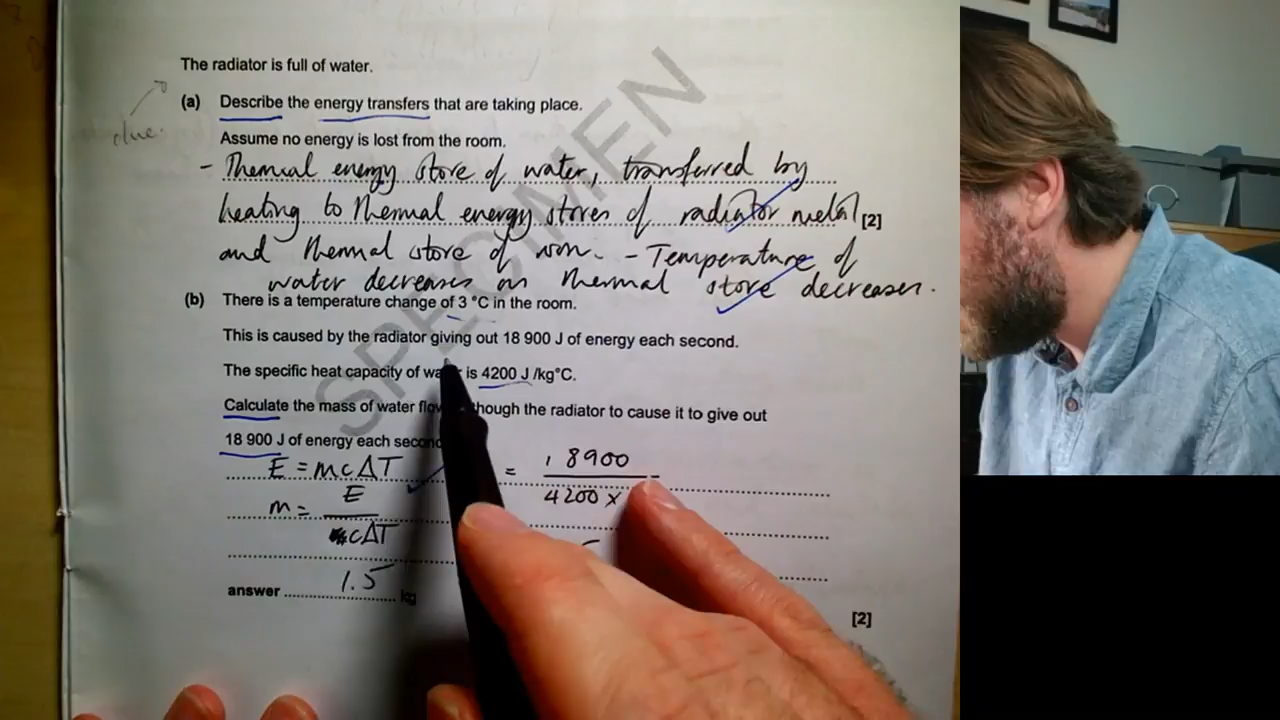 The radiator is full of water.
clue.
(a) Describe the energy transfers that are taking place.
Assume no energy is lost from the room.
- Thermal energy store of water, transferred by
heating to thermal energy stores of radiator metal [2]
and thermal store of room. - Temperature of
water decreases as thermal store decreases.
(b) There is a temperature change of 3 °C in the room.
This is caused by the radiator giving out 18 900 J of energy each second.
The specific heat capacity of is 4200 J /kg°C.
Calculate the mass of water though the radiator to cause it to give out
18 900 J of energy each second
E = mcΔT = 18900
m = E 4200 ×
cΔT
answer 1.5 kg
[2]
SPECIMEN